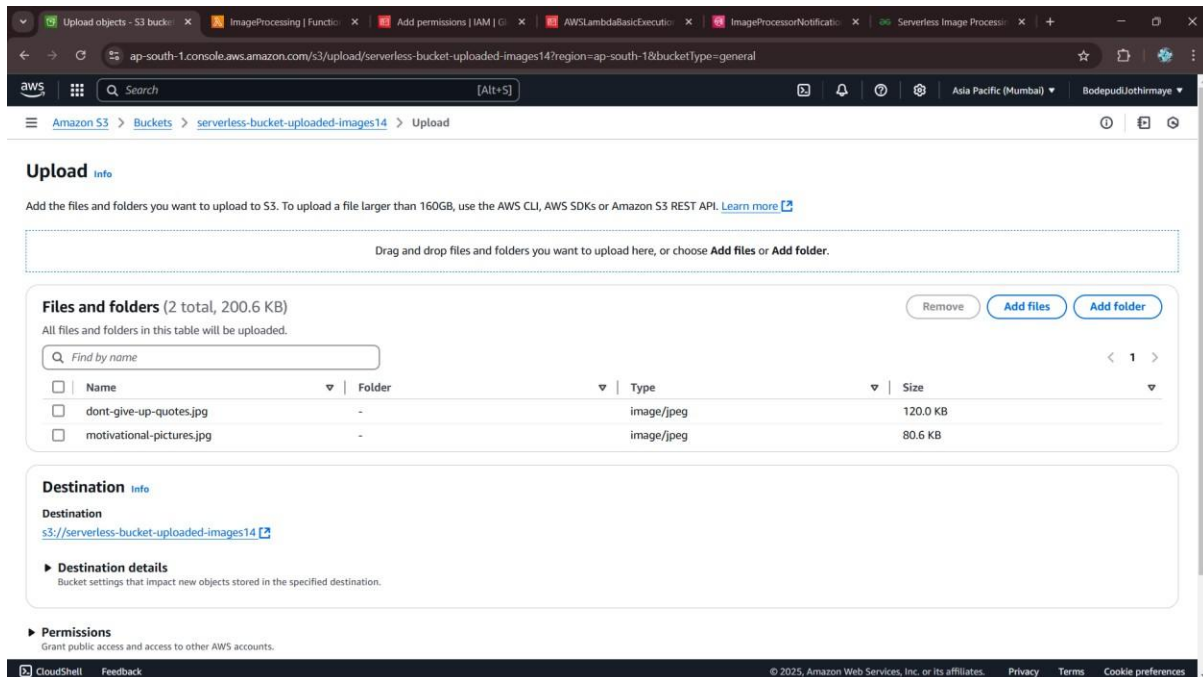 Upload objects - S3 bucke
ImageProcessing | Functio
Add permissions | IAM | Gl
AWSLambdaBasicExecution
ImageProcessorNotificatio
Serverless Image Processin
ap-south-1.console.aws.amazon.com/s3/upload/serverless-bucket-uploaded-images14?region=ap-south-1&bucketType=general
aws Search [Alt+S] Asia Pacific (Mumbai) BodepudiJothirmaye
Amazon S3 > Buckets > serverless-bucket-uploaded-images14 > Upload
Upload Info
Add the files and folders you want to upload to S3. To upload a file larger than 160GB, use the AWS CLI, AWS SDKs or Amazon S3 REST API. Learn more
Drag and drop files and folders you want to upload here, or choose Add files or Add folder.
Files and folders (2 total, 200.6 KB) Remove Add files Add folder
All files and folders in this table will be uploaded.
Find by name < 1 >
Name Folder Type Size
dont-give-up-quotes.jpg - image/jpeg 120.0 KB
motivational-pictures.jpg - image/jpeg 80.6 KB
Destination Info
Destination
s3://serverless-bucket-uploaded-images14
Destination details
Bucket settings that impact new objects stored in the specified destination.
Permissions
Grant public access and access to other AWS accounts.
CloudShell Feedback © 2025, Amazon Web Services, Inc. or its affiliates. Privacy Terms Cookie preferences